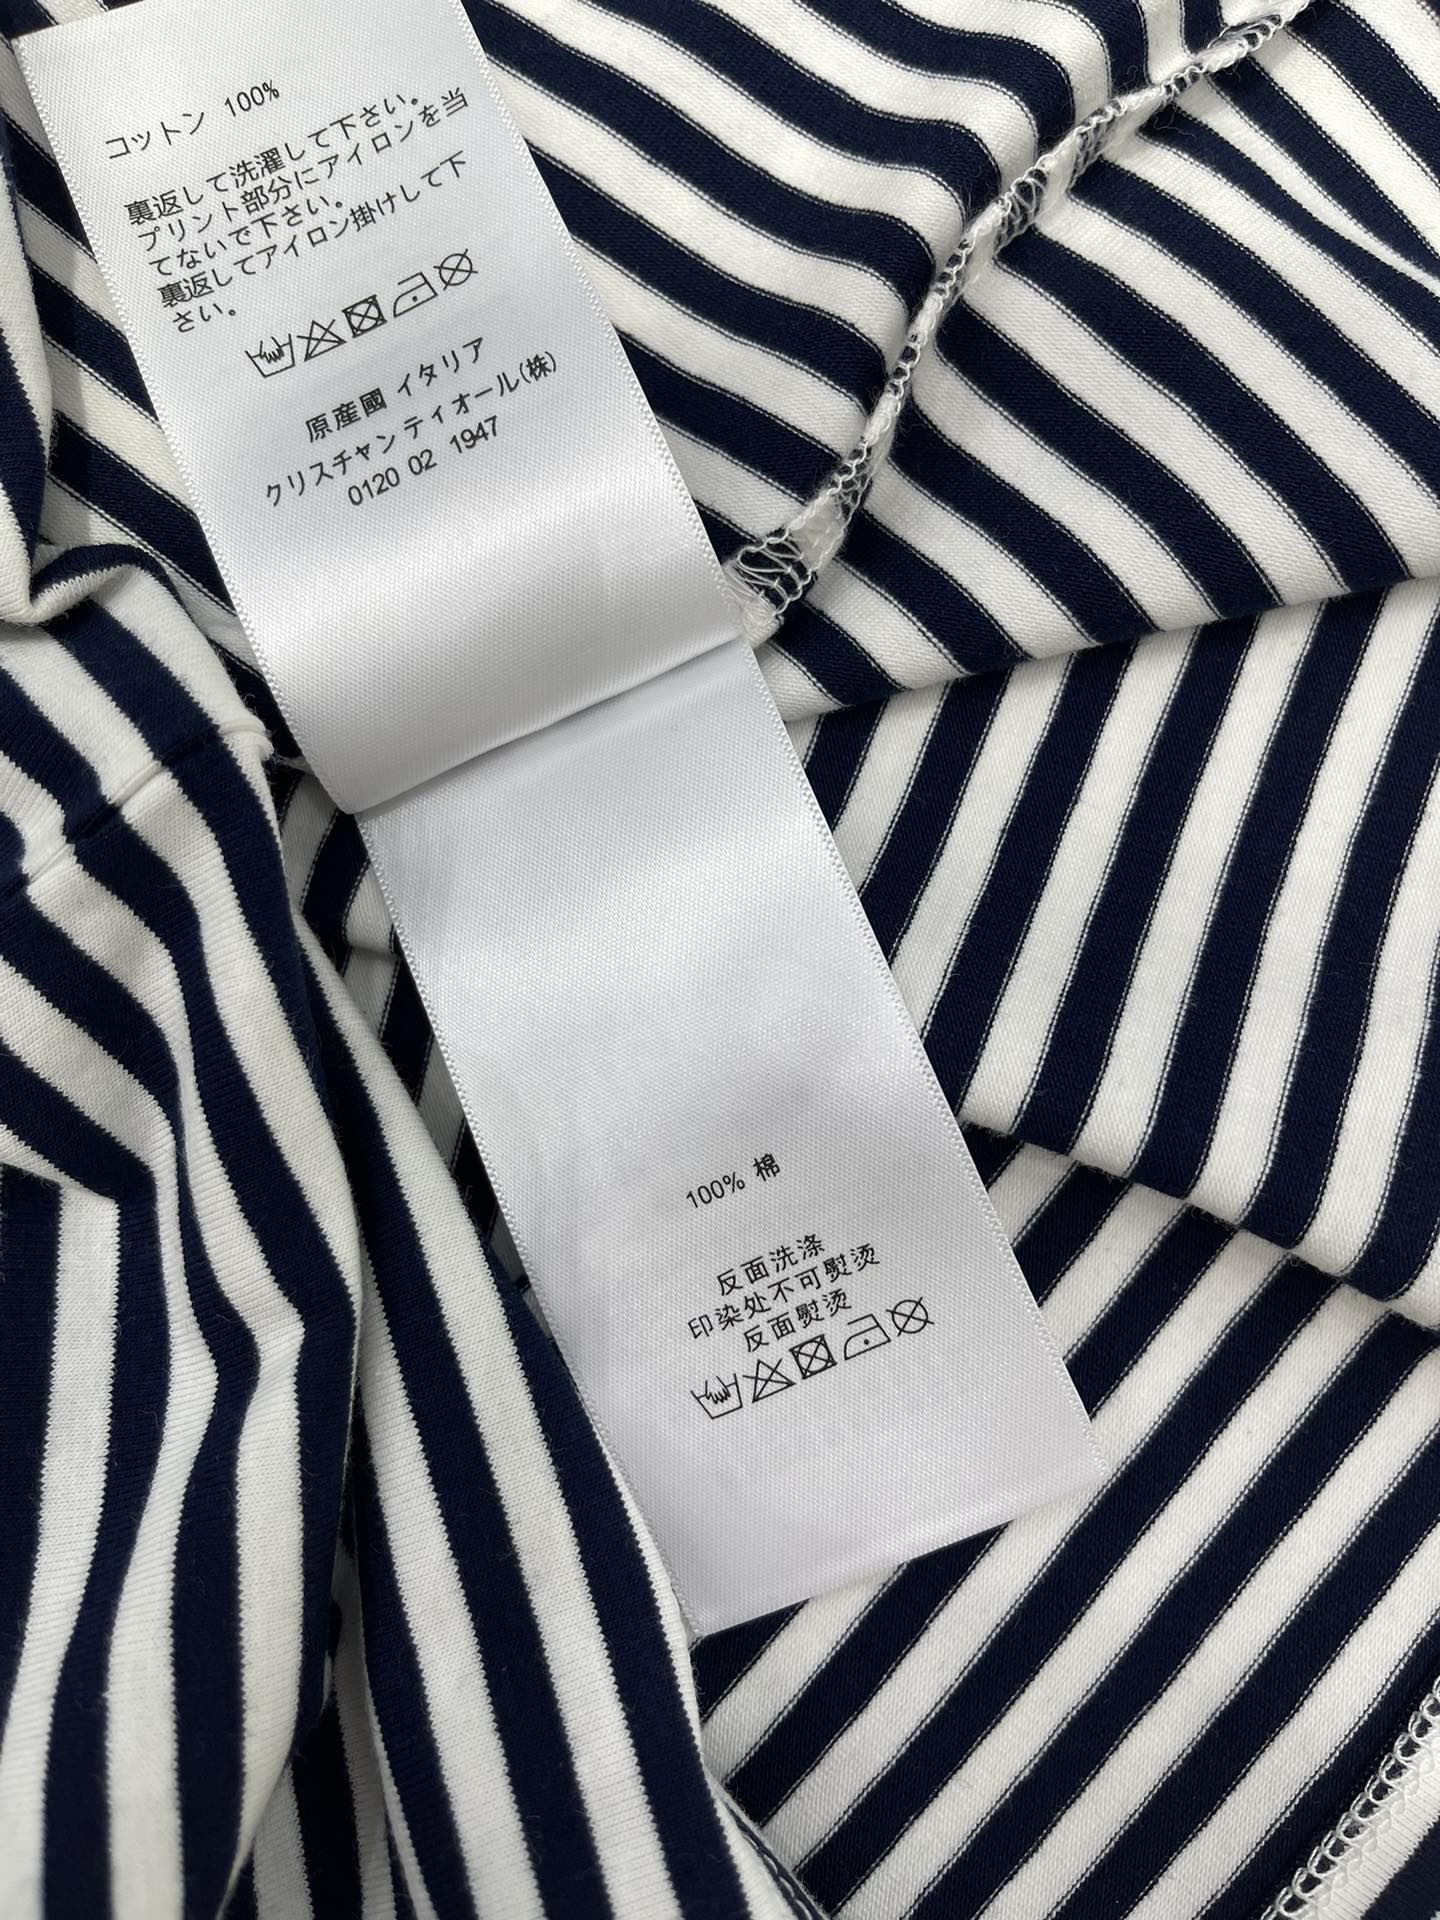 コットン 100%
裏返して洗濯して下さい。
プリント部分にアイロンを当
てないで下さい。
裏返してアイロン掛けして下
さい。
原産國 イタリア
クリスチャンティオール(株)
0120 02 1947
100% 棉
反面洗涤
印染处不可熨烫
反面熨烫